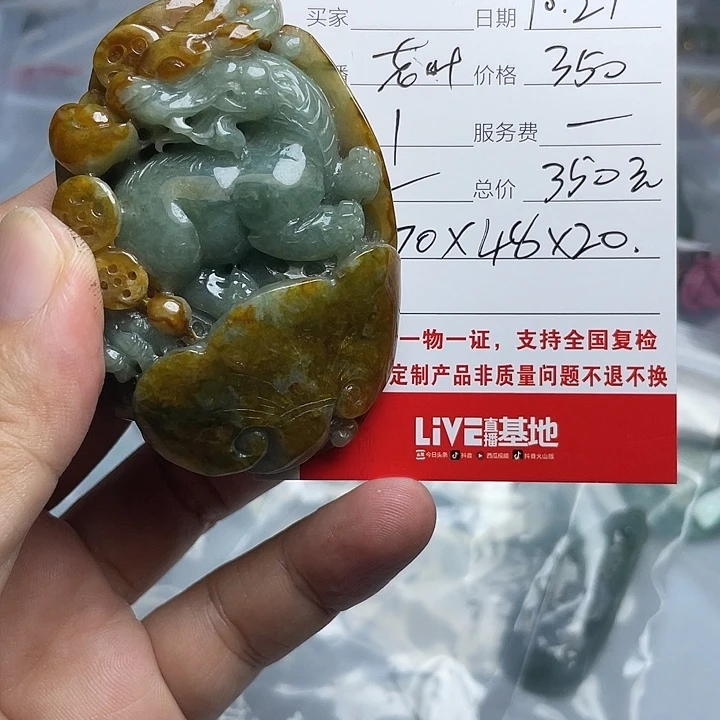 买家 日期 10.21
播 老叶 价格 350
1 服务费 一
一 总价 350元
70X48X20.
一物一证，支持全国复检
定制产品非质量问题不退不换
LiVE直播基地
今日头条 抖音 西瓜视频 抖音火山版